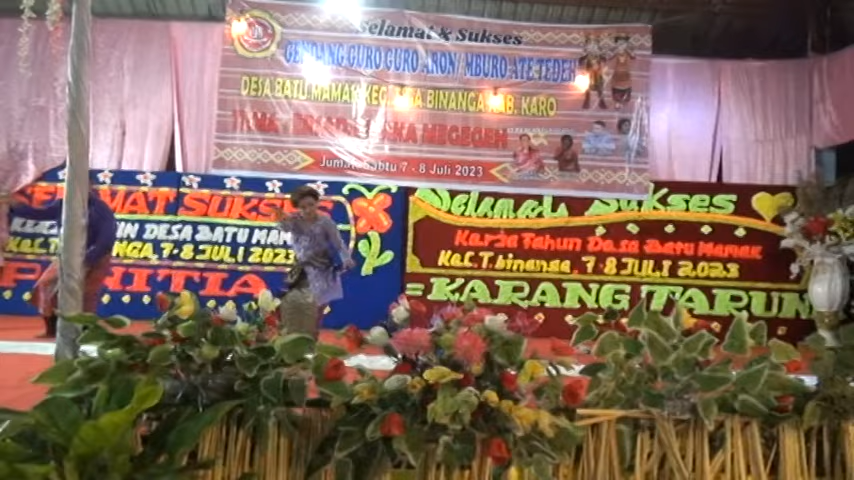 Selamat & Sukses
GENDANG GURO GURO ARON / MBURO ATE TEDEH
DESA BATU MAMAK KEC. TIGA BINANGA KAB. KARO
MEGEGEH
Jumat - Sabtu 7 - 8 Juli 2023
SELAMAT SUKSES
DESA BATU MAMAK
7-8 JULI 2023
PANITIA
Selamat Sukses
Kerja Tahun Desa Batu Mamak
Kec. T. binanga 7-8 JULI 2023
KARANG TARUNA